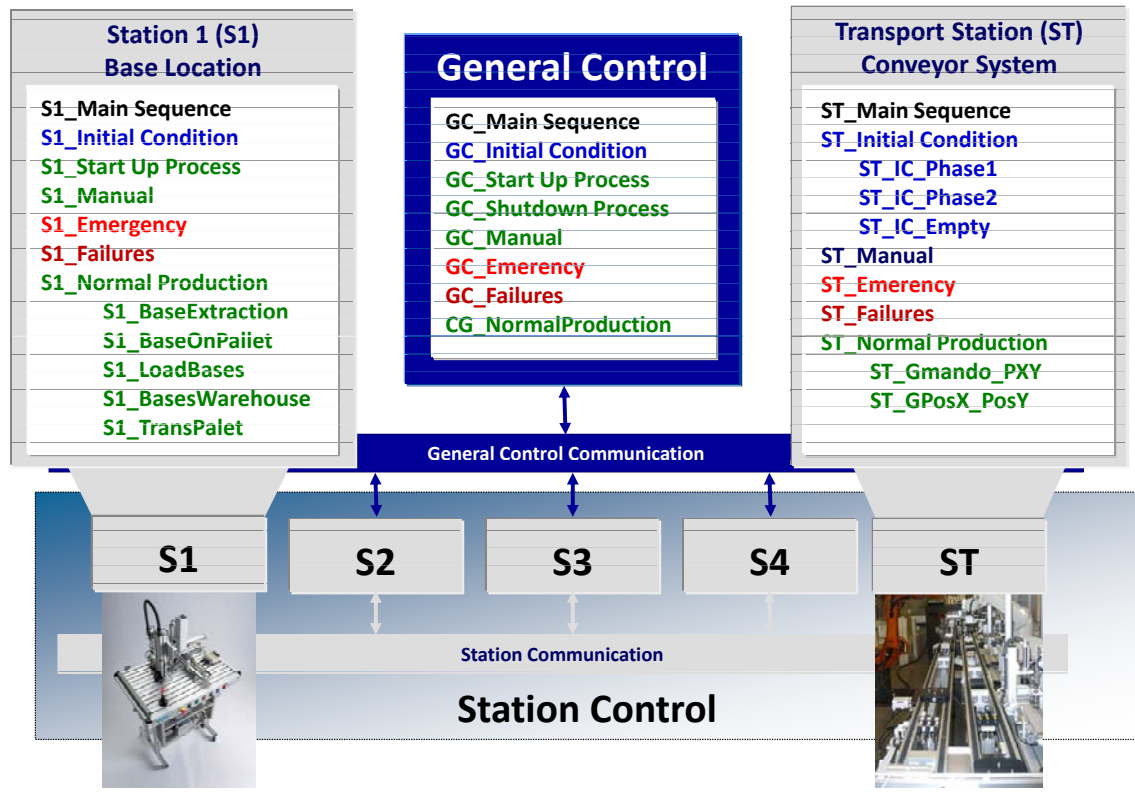 Station 1 (S1)
Base Location
S1_Main Sequence
S1_Initial Condition
S1_Start Up Process
S1_Manual
S1_Emergency
S1_Failures
S1_Normal Production
S1_BaseExtraction
S1_BaseOnPallet
S1_LoadBases
S1_BasesWarehouse
S1_TransPalet
General Control
GC_Main Sequence
GC_Initial Condition
GC_Start Up Process
GC_Shutdown Process
GC_Manual
GC_Emerency
GC_Failures
CG_NormalProduction
Transport Station (ST)
Conveyor System
ST_Main Sequence
ST_Initial Condition
ST_IC_Phase1
ST_IC_Phase2
ST_IC_Empty
ST_Manual
ST_Emerency
ST_Failures
ST_Normal Production
ST_Gmando_PXY
ST_GPosX_PosY
General Control Communication
S1
S2
S3
S4
ST
Station Communication
Station Control